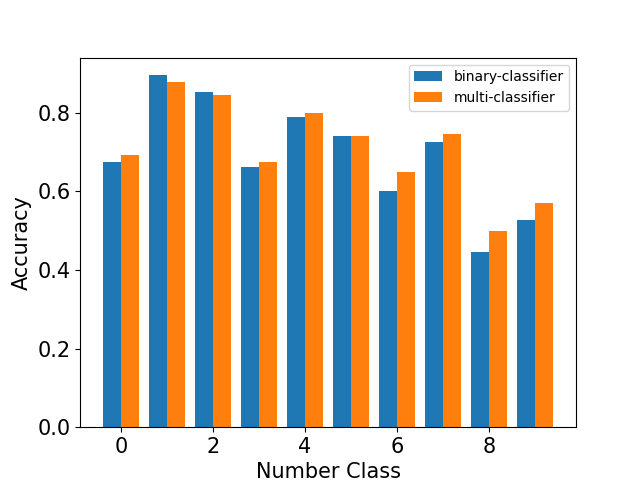 binary-classifier
multi-classifier
0.8
0.6
0.4
0.2
0.0
Accuracy
0 2 4 6 8
Number Class